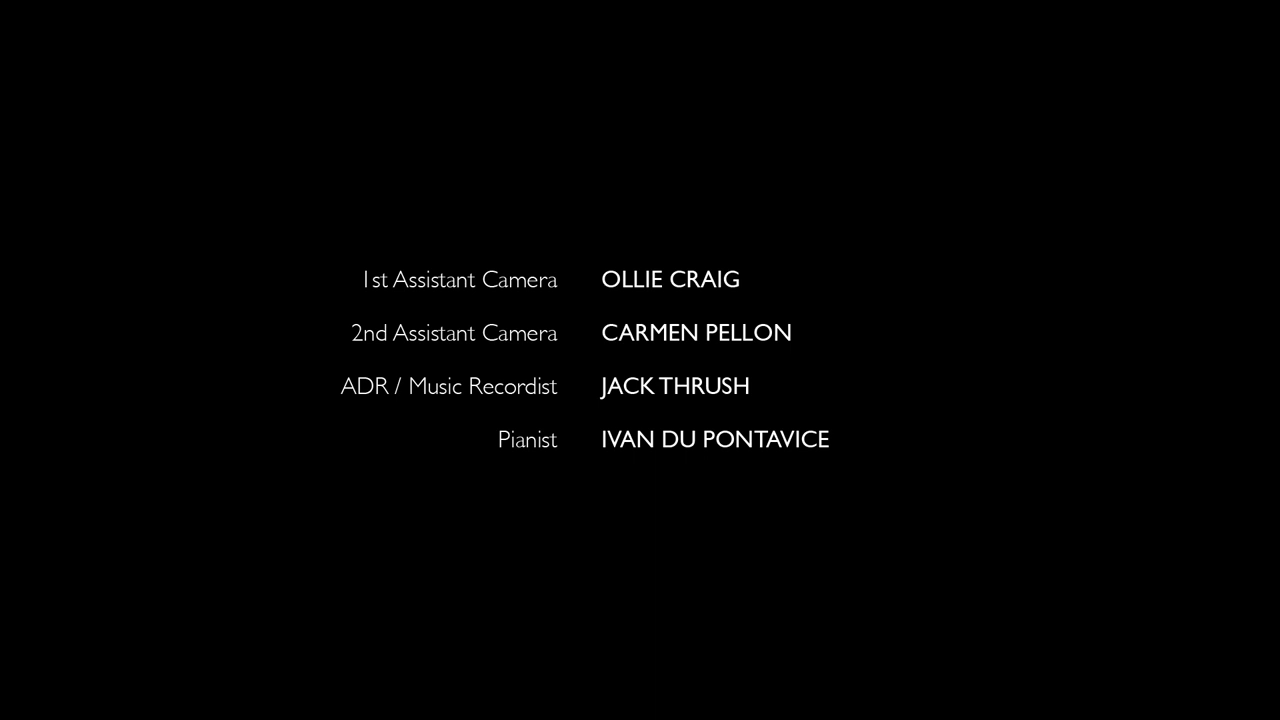 1st Assistant Camera OLLIE CRAIG
2nd Assistant Camera CARMEN PELLON
ADR / Music Recordist JACK THRUSH
Pianist IVAN DU PONTAVICE